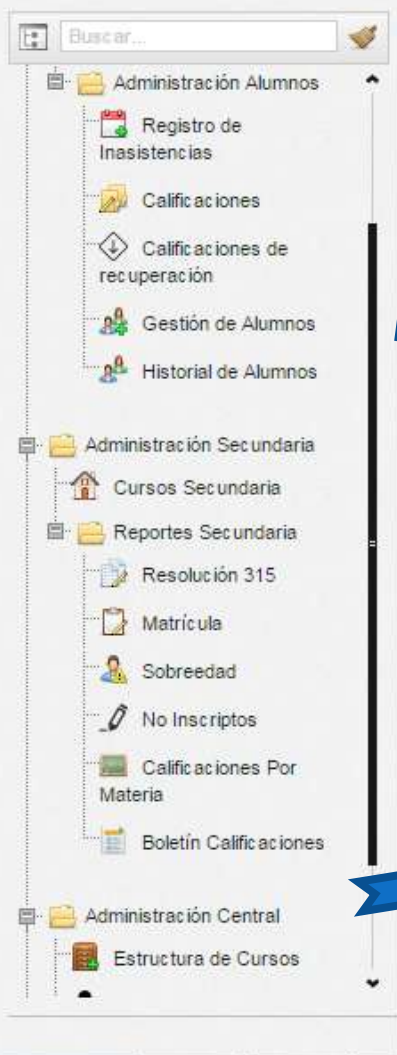 Buscar...
Administración Alumnos
Registro de
Inasistencias
Calificaciones
Calificaciones de
recuperación
Gestión de Alumnos
Historial de Alumnos
Administración Secundaria
Cursos Secundaria
Reportes Secundaria
Resolución 315
Matrícula
Sobreedad
No Inscriptos
Calificaciones Por
Materia
Boletín Calificaciones
Administración Central
Estructura de Cursos